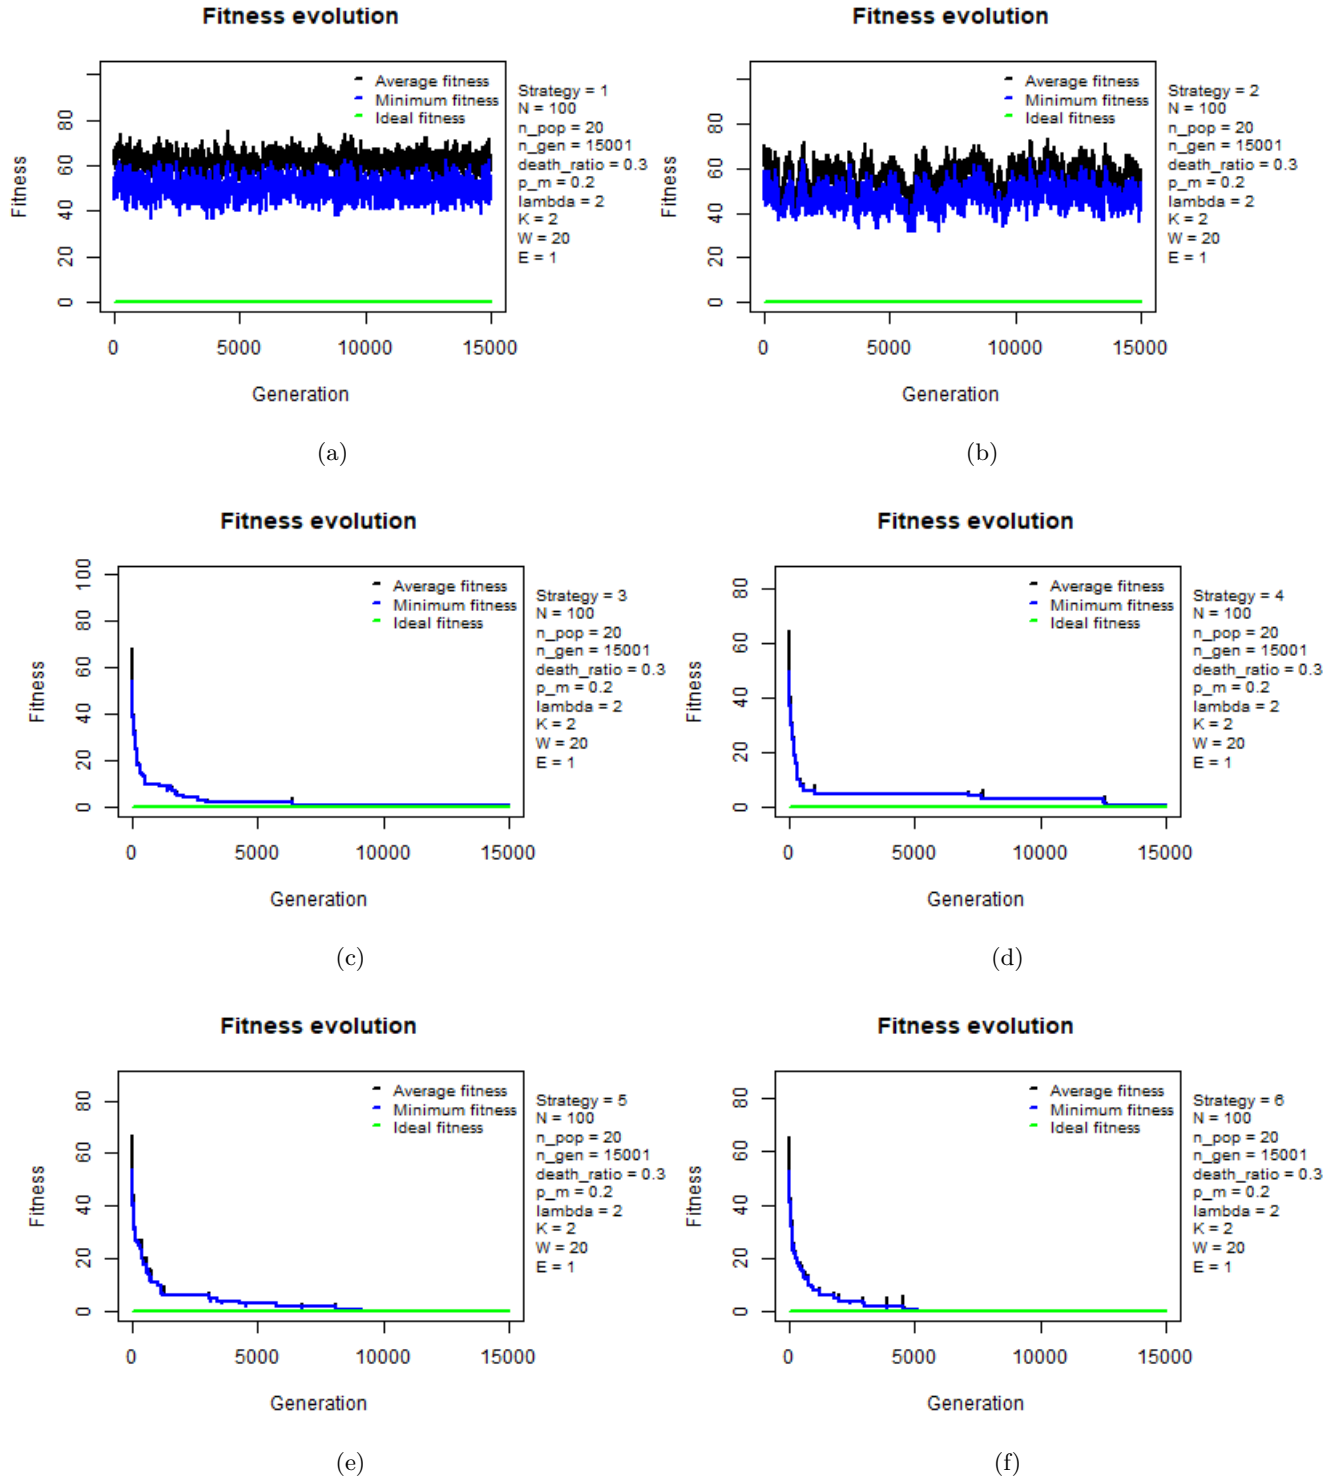 Fitness evolution
Average fitness
Minimum fitness
Ideal fitness
Strategy = 1
N = 100
n_pop = 20
n_gen = 15001
death_ratio = 0.3
p_m = 0.2
lambda = 2
K = 2
W = 20
E = 1
Fitness
0
20
40
60
80
0
5000
10000
15000
Generation
(a)
Fitness evolution
Average fitness
Minimum fitness
Ideal fitness
Strategy = 2
N = 100
n_pop = 20
n_gen = 15001
death_ratio = 0.3
p_m = 0.2
lambda = 2
K = 2
W = 20
E = 1
Fitness
0
20
40
60
80
0
5000
10000
15000
Generation
(b)
Fitness evolution
Average fitness
Minimum fitness
Ideal fitness
Strategy = 3
N = 100
n_pop = 20
n_gen = 15001
death_ratio = 0.3
p_m = 0.2
lambda = 2
K = 2
W = 20
E = 1
Fitness
0
20
40
60
80
100
0
5000
10000
15000
Generation
(c)
Fitness evolution
Average fitness
Minimum fitness
Ideal fitness
Strategy = 4
N = 100
n_pop = 20
n_gen = 15001
death_ratio = 0.3
p_m = 0.2
lambda = 2
K = 2
W = 20
E = 1
Fitness
0
20
40
60
80
0
5000
10000
15000
Generation
(d)
Fitness evolution
Average fitness
Minimum fitness
Ideal fitness
Strategy = 5
N = 100
n_pop = 20
n_gen = 15001
death_ratio = 0.3
p_m = 0.2
lambda = 2
K = 2
W = 20
E = 1
Fitness
0
20
40
60
80
0
5000
10000
15000
Generation
(e)
Fitness evolution
Average fitness
Minimum fitness
Ideal fitness
Strategy = 6
N = 100
n_pop = 20
n_gen = 15001
death_ratio = 0.3
p_m = 0.2
lambda = 2
K = 2
W = 20
E = 1
Fitness
0
20
40
60
80
0
5000
10000
15000
Generation
(f)